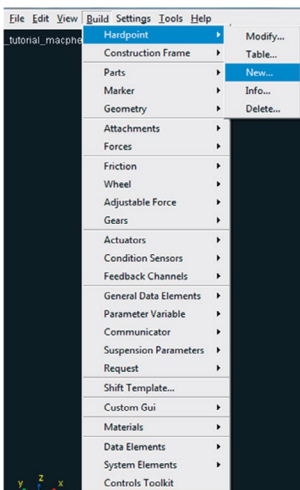 File Edit View Build Settings Tools Help
_tutorial_macphe
Hardpoint
Modify...
Table...
New...
Info...
Delete...
Construction Frame
Parts
Marker
Geometry
Attachments
Forces
Friction
Wheel
Adjustable Force
Gears
Actuators
Condition Sensors
Feedback Channels
General Data Elements
Parameter Variable
Communicator
Suspension Parameters
Request
Shift Template...
Custom Gui
Materials
Data Elements
System Elements
Controls Toolkit
y z x